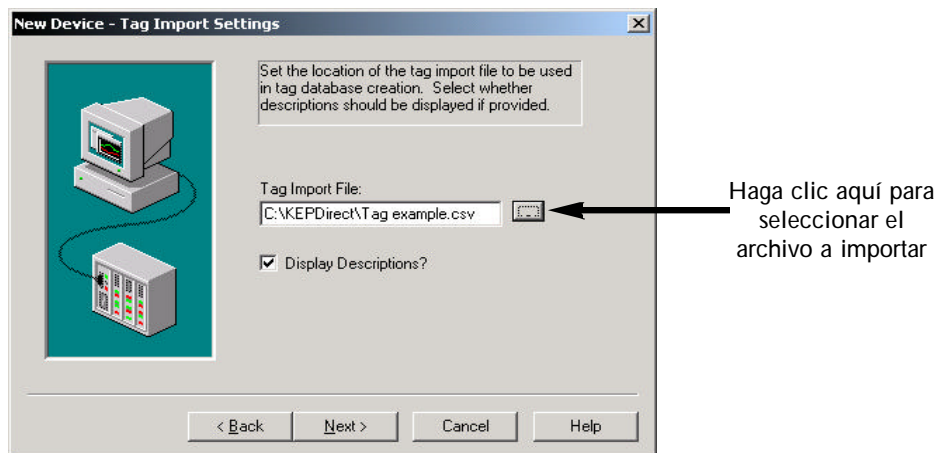 New Device - Tag Import Settings
Set the location of the tag import file to be used
in tag database creation. Select whether
descriptions should be displayed if provided.
Tag Import File:
C:\KEPDirect\Tag example.csv
...
Haga clic aquí para
seleccionar el
archivo a importar
Display Descriptions?
< Back
Next >
Cancel
Help